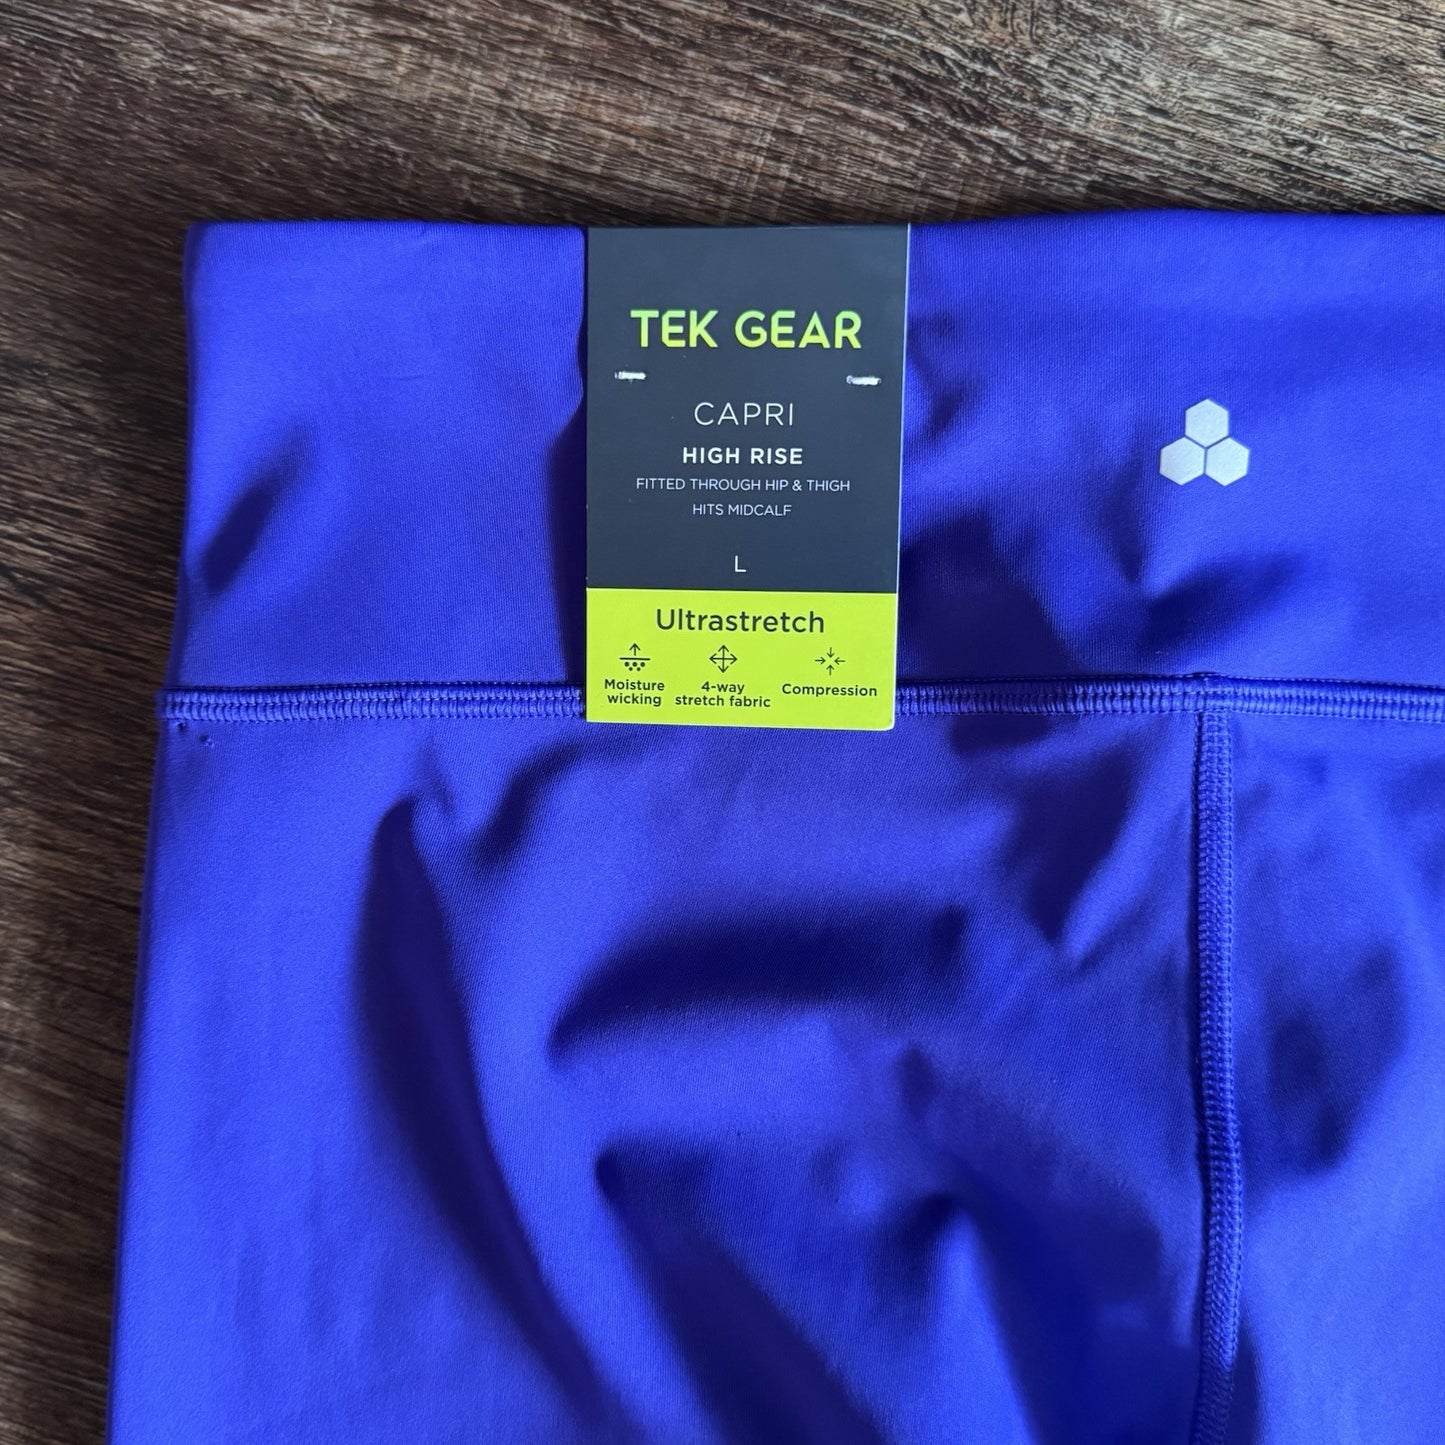 TEK GEAR
CAPRI
HIGH RISE
FITTED THROUGH HIP & THIGH
HITS MIDCALF
L
Ultrastretch
Moisture
wicking
4-way
stretch fabric
Compression